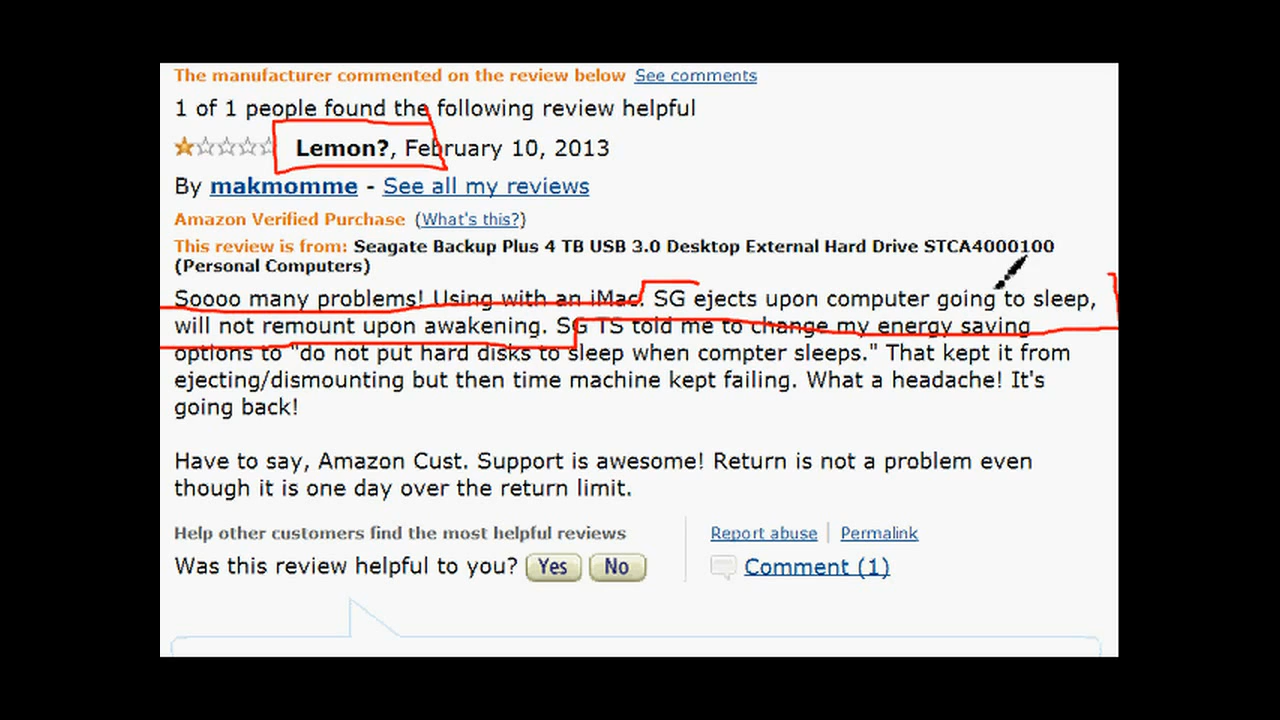 The manufacturer commented on the review below See comments
1 of 1 people found the following review helpful
Lemon?, February 10, 2013
By makmomme - See all my reviews
Amazon Verified Purchase (What's this?)
This review is from: Seagate Backup Plus 4 TB USB 3.0 Desktop External Hard Drive STCA4000100
(Personal Computers)
Soooo many problems! Using with an iMac. SG ejects upon computer going to sleep,
will not remount upon awakening. SG TS told me to change my energy saving
options to "do not put hard disks to sleep when compter sleeps." That kept it from
ejecting/dismounting but then time machine kept failing. What a headache! It's
going back!
Have to say, Amazon Cust. Support is awesome! Return is not a problem even
though it is one day over the return limit.
Help other customers find the most helpful reviews
Was this review helpful to you? Yes No
Report abuse | Permalink
Comment (1)